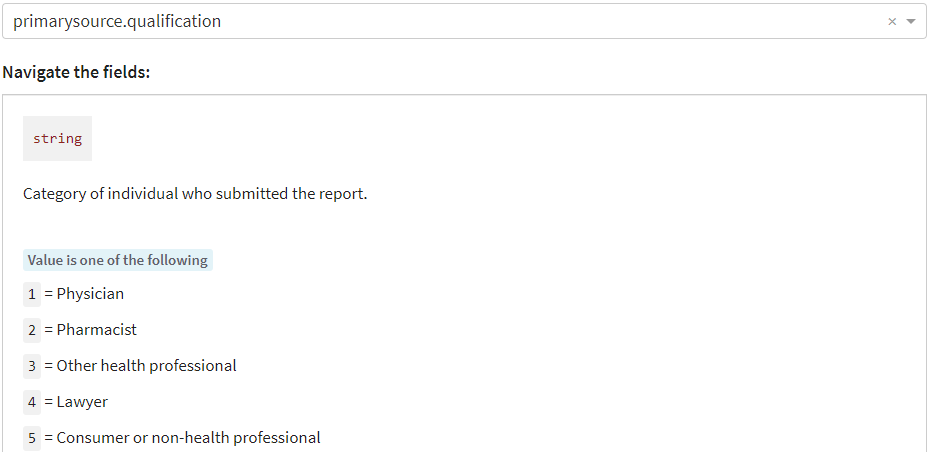 primarysource.qualification
Navigate the fields:
string
Category of individual who submitted the report.
Value is one of the following
1 = Physician
2 = Pharmacist
3 = Other health professional
4 = Lawyer
5 = Consumer or non-health professional